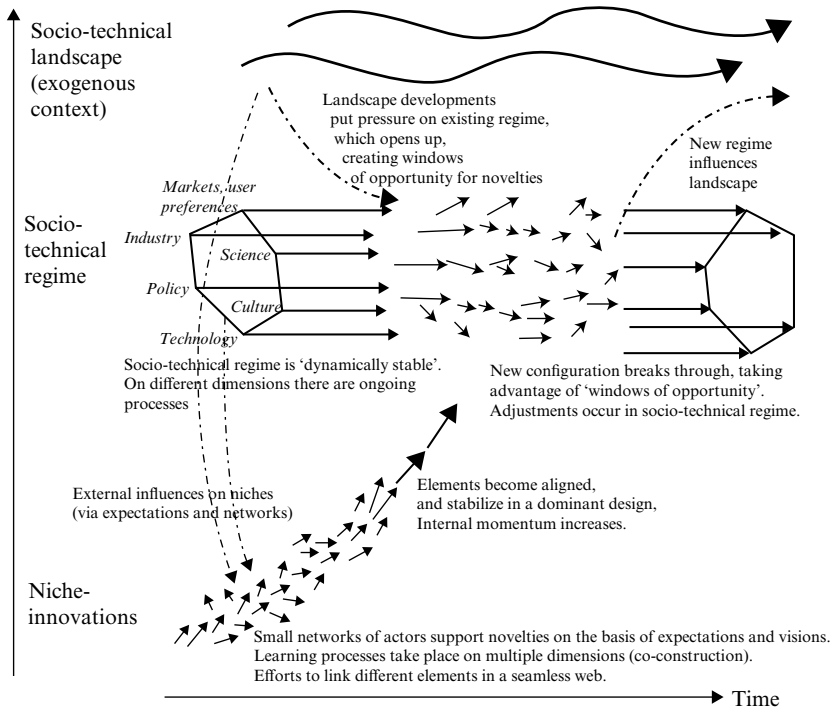 Socio-technical
landscape
(exogenous
context)
Landscape developments
put pressure on existing regime,
which opens up,
creating windows
of opportunity for novelties
New regime
influences
landscape
Socio-
technical
regime
Markets, user
preferences
Industry
Science
Policy
Culture
Technology
Socio-technical regime is ‘dynamically stable’.
On different dimensions there are ongoing
processes
New configuration breaks through, taking
advantage of ‘windows of opportunity’.
Adjustments occur in socio-technical regime.
External influences on niches
(via expectations and networks)
Elements become aligned,
and stabilize in a dominant design,
Internal momentum increases.
Niche-
innovations
Small networks of actors support novelties on the basis of expectations and visions.
Learning processes take place on multiple dimensions (co-construction).
Efforts to link different elements in a seamless web.
Time